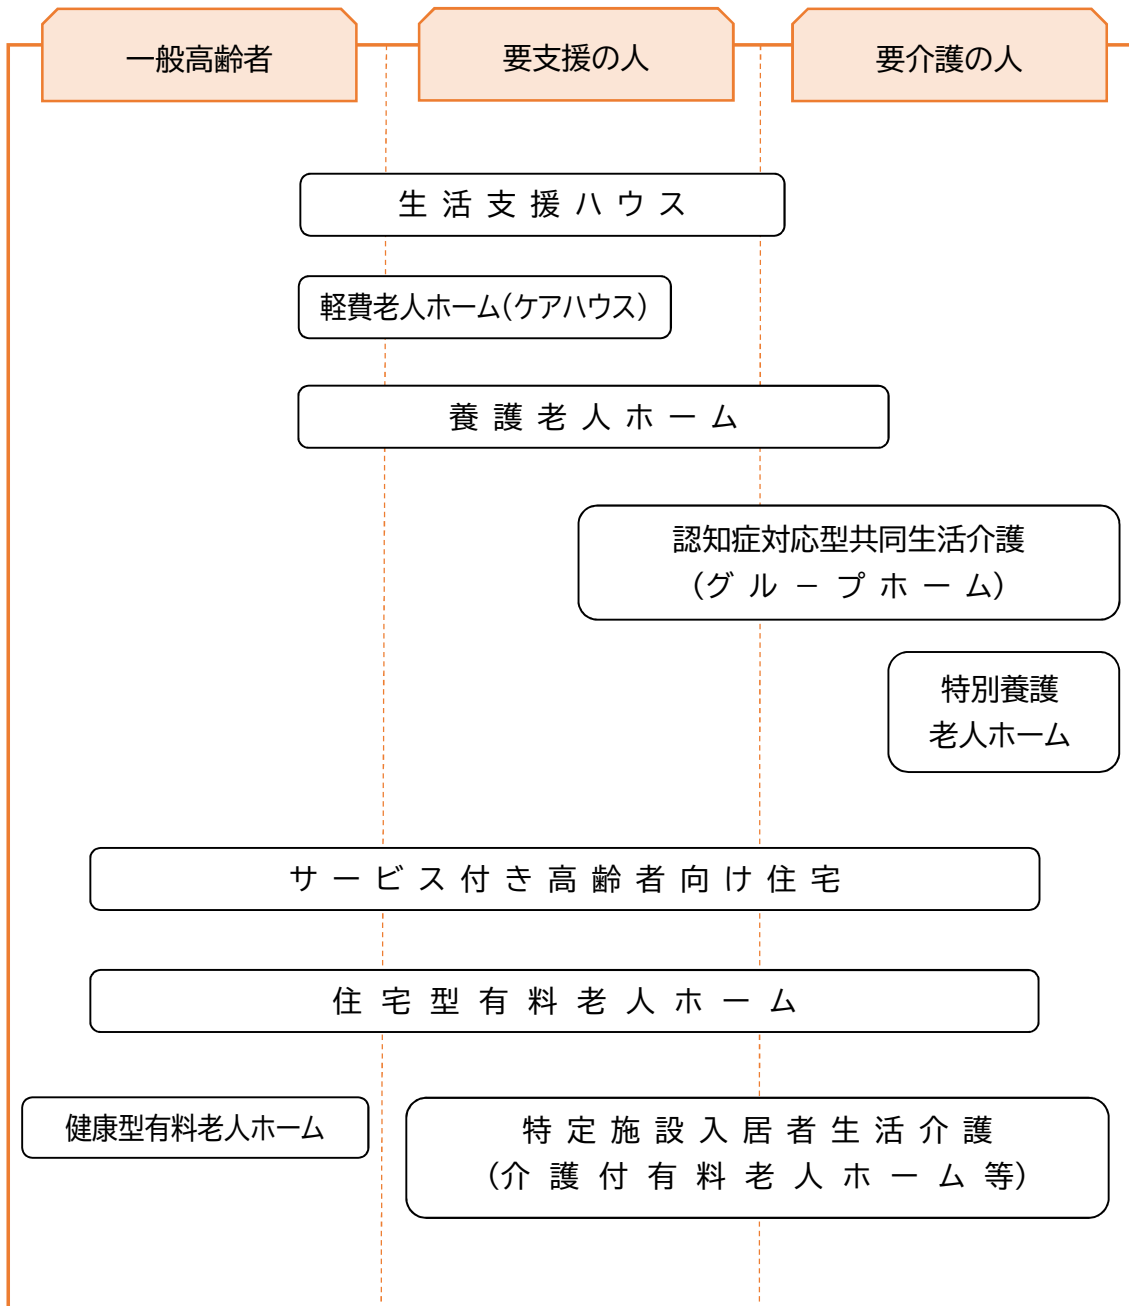 一般高齢者
要支援の人
要介護の人
生活支援ハウス
軽費老人ホーム(ケアハウス)
養護老人ホーム
認知症対応型共同生活介護
(グル－プホーム)
特別養護
老人ホーム
サービス付き高齢者向け住宅
住宅型有料老人ホーム
健康型有料老人ホーム
特定施設入居者生活介護
(介護付有料老人ホーム等)